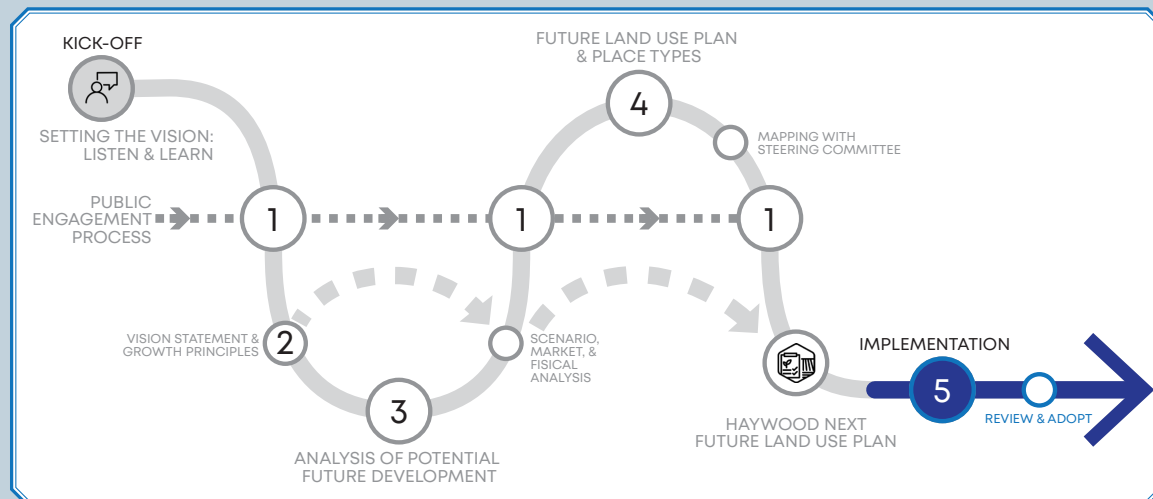 KICK-OFF
SETTING THE VISION:
LISTEN & LEARN
PUBLIC
ENGAGEMENT
PROCESS
1
VISION STATEMENT &
GROWTH PRINCIPLES
2
3
ANALYSIS OF POTENTIAL
FUTURE DEVELOPMENT
SCENARIO,
MARKET, &
FISICAL
ANALYSIS
1
FUTURE LAND USE PLAN
& PLACE TYPES
4
MAPPING WITH
STEERING COMMITTEE
1
HAYWOOD NEXT
FUTURE LAND USE PLAN
IMPLEMENTATION
5
REVIEW & ADOPT